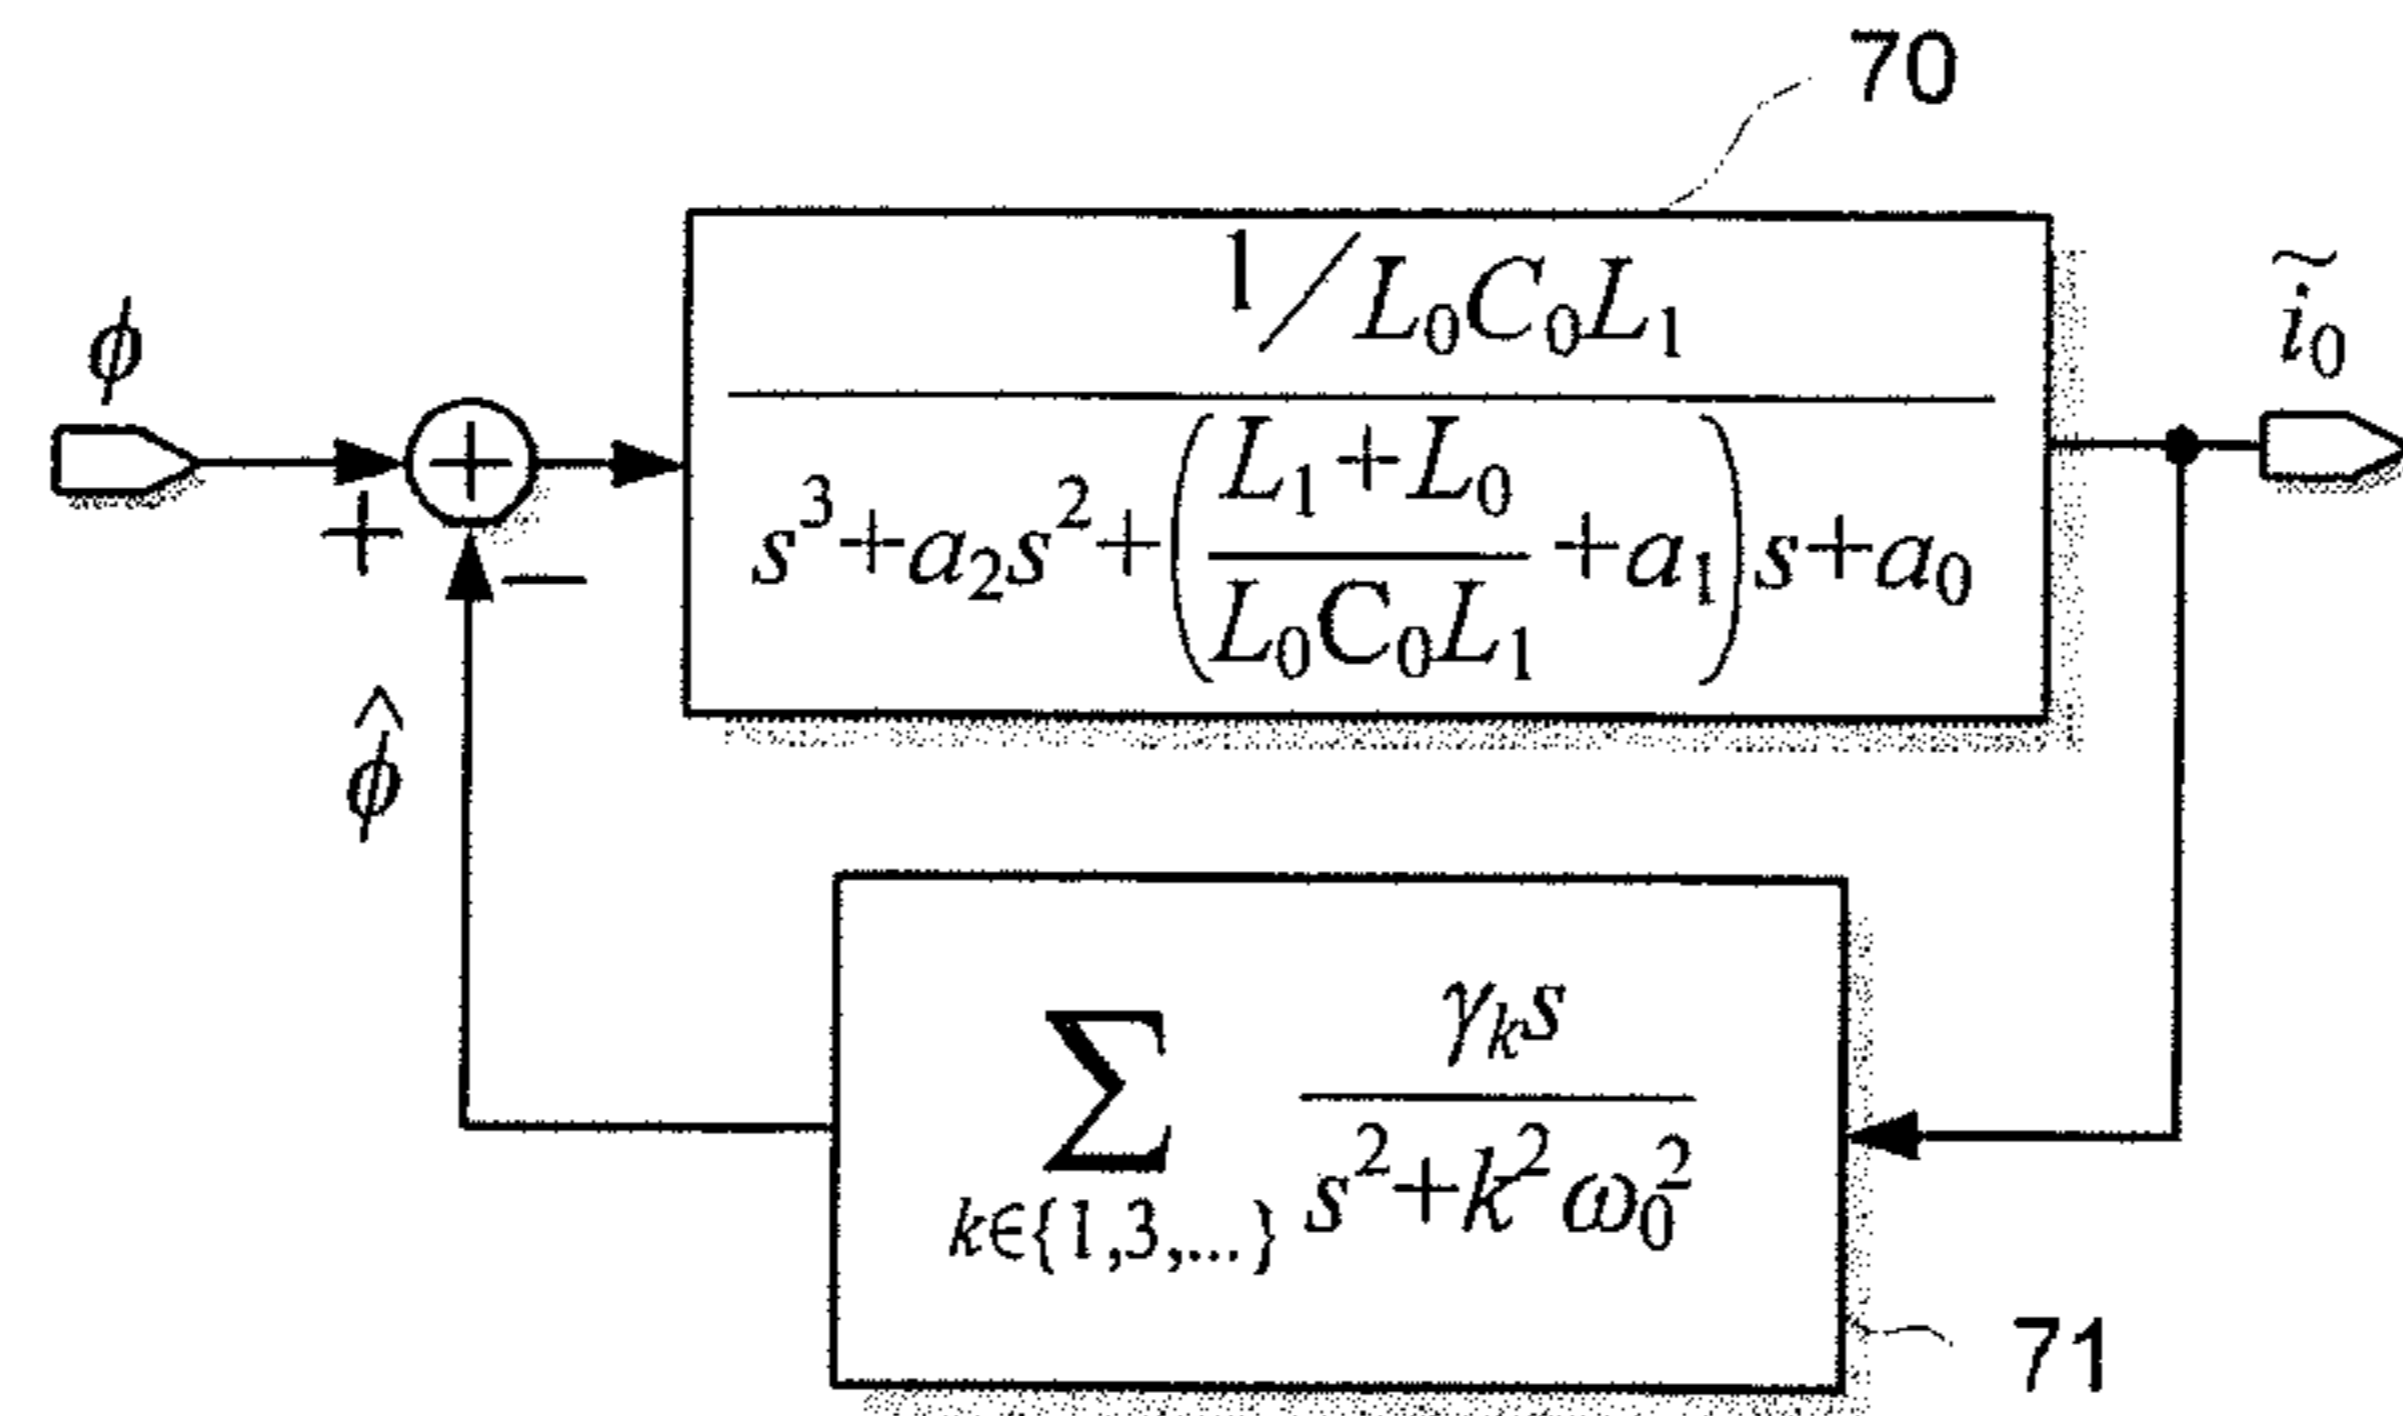 70
ϕ
+
+
−
ϕ̂
1/L₀C₀L₁
s³+a₂s²+(L₁+L₀/L₀C₀L₁+a₁)s+a₀
ĩ₀
∑ k∈{1,3,...} γₖs/s²+k²ω₀²
71